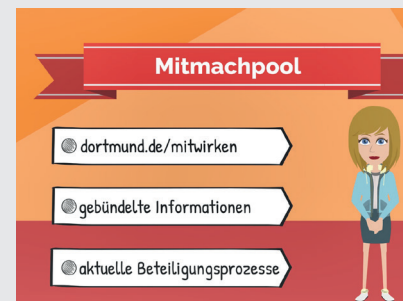 Mitmachpool
dortmund.de/mitwirken
gebündelte Informationen
aktuelle Beteiligungsprozesse